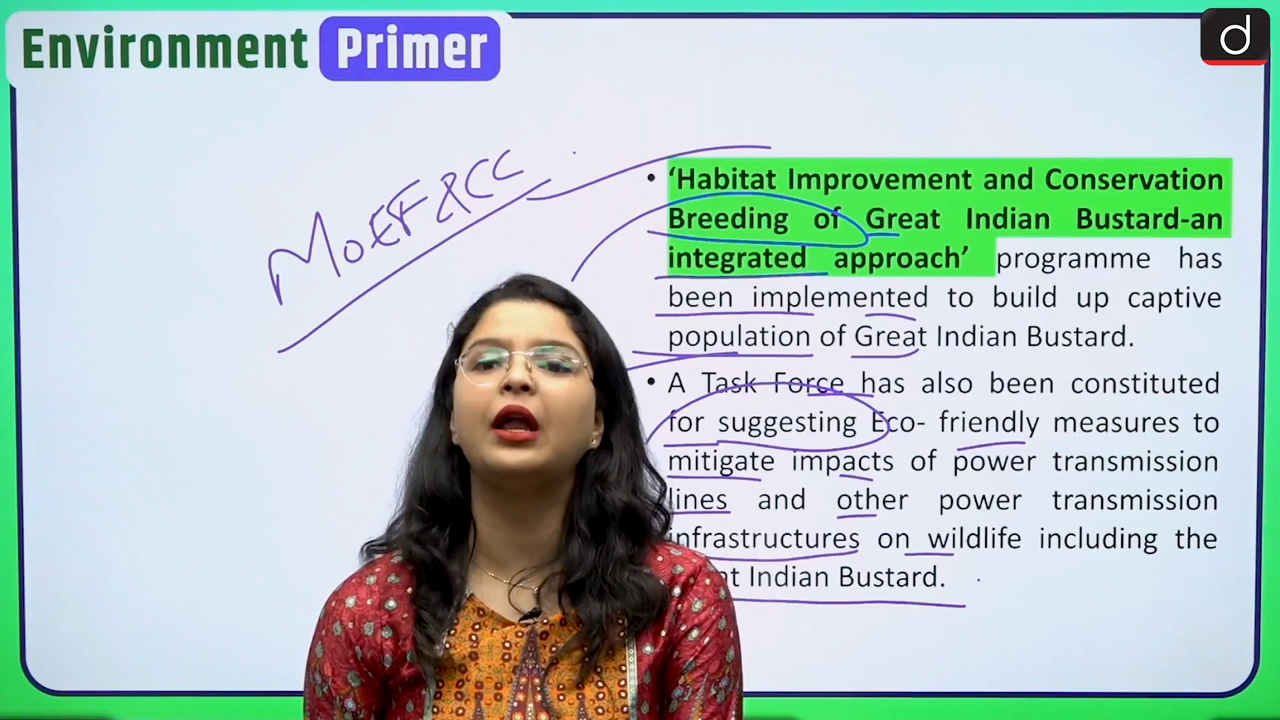 Environment Primer
d
MoEF&CC
• ‘Habitat Improvement and Conservation
Breeding of Great Indian Bustard-an
integrated approach’ programme has
been implemented to build up captive
population of Great Indian Bustard.
• A Task Force has also been constituted
for suggesting Eco- friendly measures to
mitigate impacts of power transmission
lines and other power transmission
infrastructures on wildlife including the
Indian Bustard.